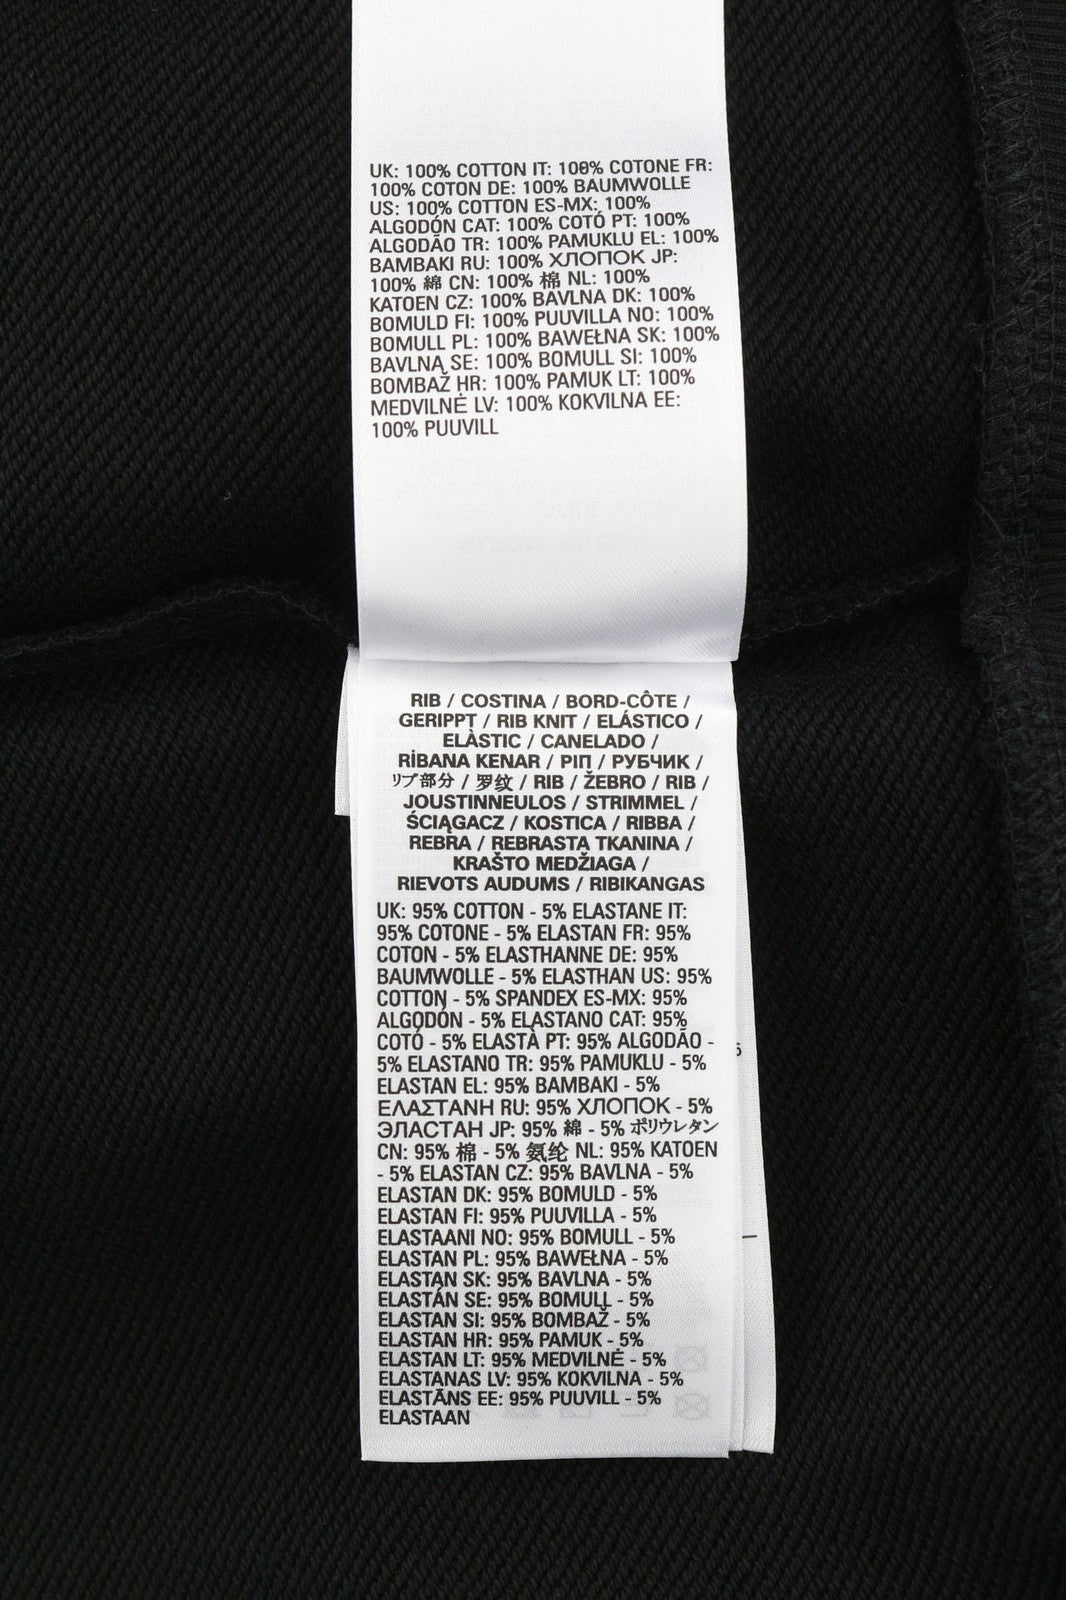 UK: 100% COTTON IT: 100% COTONE FR:
100% COTON DE: 100% BAUMWOLLE
US: 100% COTTON ES-MX: 100%
ALGODÓN CAT: 100% COTÓ PT: 100%
ALGODÃO TR: 100% PAMUKLU EL: 100%
BAMBAKI RU: 100% ХЛОПОК JP:
100% 綿 CN: 100% 棉 NL: 100%
KATOEN CZ: 100% BAVLNA DK: 100%
BOMULD FI: 100% PUUVILLA NO: 100%
BOMULL PL: 100% BAWEŁNA SK: 100%
BAVLNA SE: 100% BOMULL SI: 100%
BOMBAŽ HR: 100% PAMUK LT: 100%
MEDVILNĖ LV: 100% KOKVILNA EE:
100% PUUVILL
RIB / COSTINA / BORD-CÔTE /
GERIPPT / RIB KNIT / ELÁSTICO /
ELÀSTIC / CANELADO /
RİBANA KENAR / ΡΙΠ / РУБЧИК /
リブ部分 / 罗纹 / RIB / ŽEBRO / RIB /
JOUSTINNEULOS / STRIMMEL /
ŚCIĄGACZ / KOSTICA / RIBBA /
REBRA / REBRASTA TKANINA /
KRAŠTO MEDŽIAGA /
RIEVOTS AUDUMS / RIBIKANGAS
UK: 95% COTTON - 5% ELASTANE IT:
95% COTONE - 5% ELASTAN FR: 95%
COTON - 5% ELASTHANNE DE: 95%
BAUMWOLLE - 5% ELASTHAN US: 95%
COTTON - 5% SPANDEX ES-MX: 95%
ALGODÓN - 5% ELASTANO CAT: 95%
COTÓ - 5% ELASTÀ PT: 95% ALGODÃO -
5% ELASTANO TR: 95% PAMUKLU - 5%
ELASTAN EL: 95% BAMBAKI - 5%
ΕΛΑΣΤΑΝΗ RU: 95% ХЛОПОК - 5%
ЭЛАСТАН JP: 95% 綿 - 5% ポリウレタン
CN: 95% 棉 - 5% 氨纶 NL: 95% KATOEN
- 5% ELASTAN CZ: 95% BAVLNA - 5%
ELASTAN DK: 95% BOMULD - 5%
ELASTAN FI: 95% PUUVILLA - 5%
ELASTAANI NO: 95% BOMULL - 5%
ELASTAN PL: 95% BAWEŁNA - 5%
ELASTAN SK: 95% BAVLNA - 5%
ELASTÁN SE: 95% BOMULL - 5%
ELASTAN SI: 95% BOMBAŽ - 5%
ELASTAN HR: 95% PAMUK - 5%
ELASTAN LT: 95% MEDVILNĖ - 5%
ELASTANAS LV: 95% KOKVILNA - 5%
ELASTĀNS EE: 95% PUUVILL - 5%
ELASTAAN